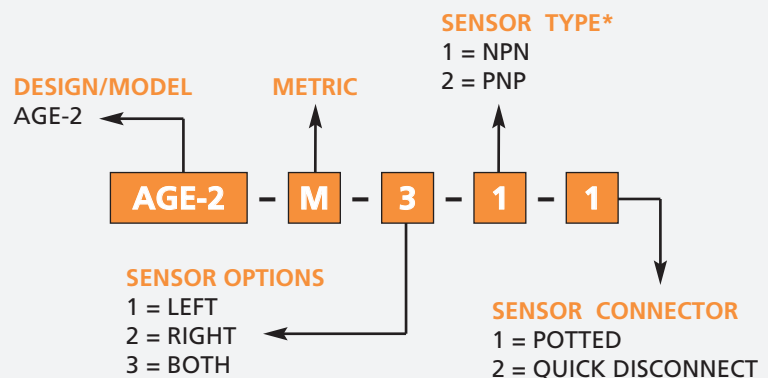 SENSOR TYPE*
1 = NPN
2 = PNP
DESIGN/MODEL
AGE-2
METRIC
AGE-2 - M - 3 - 1 - 1
SENSOR OPTIONS
1 = LEFT
2 = RIGHT
3 = BOTH
SENSOR CONNECTOR
1 = POTTED
2 = QUICK DISCONNECT